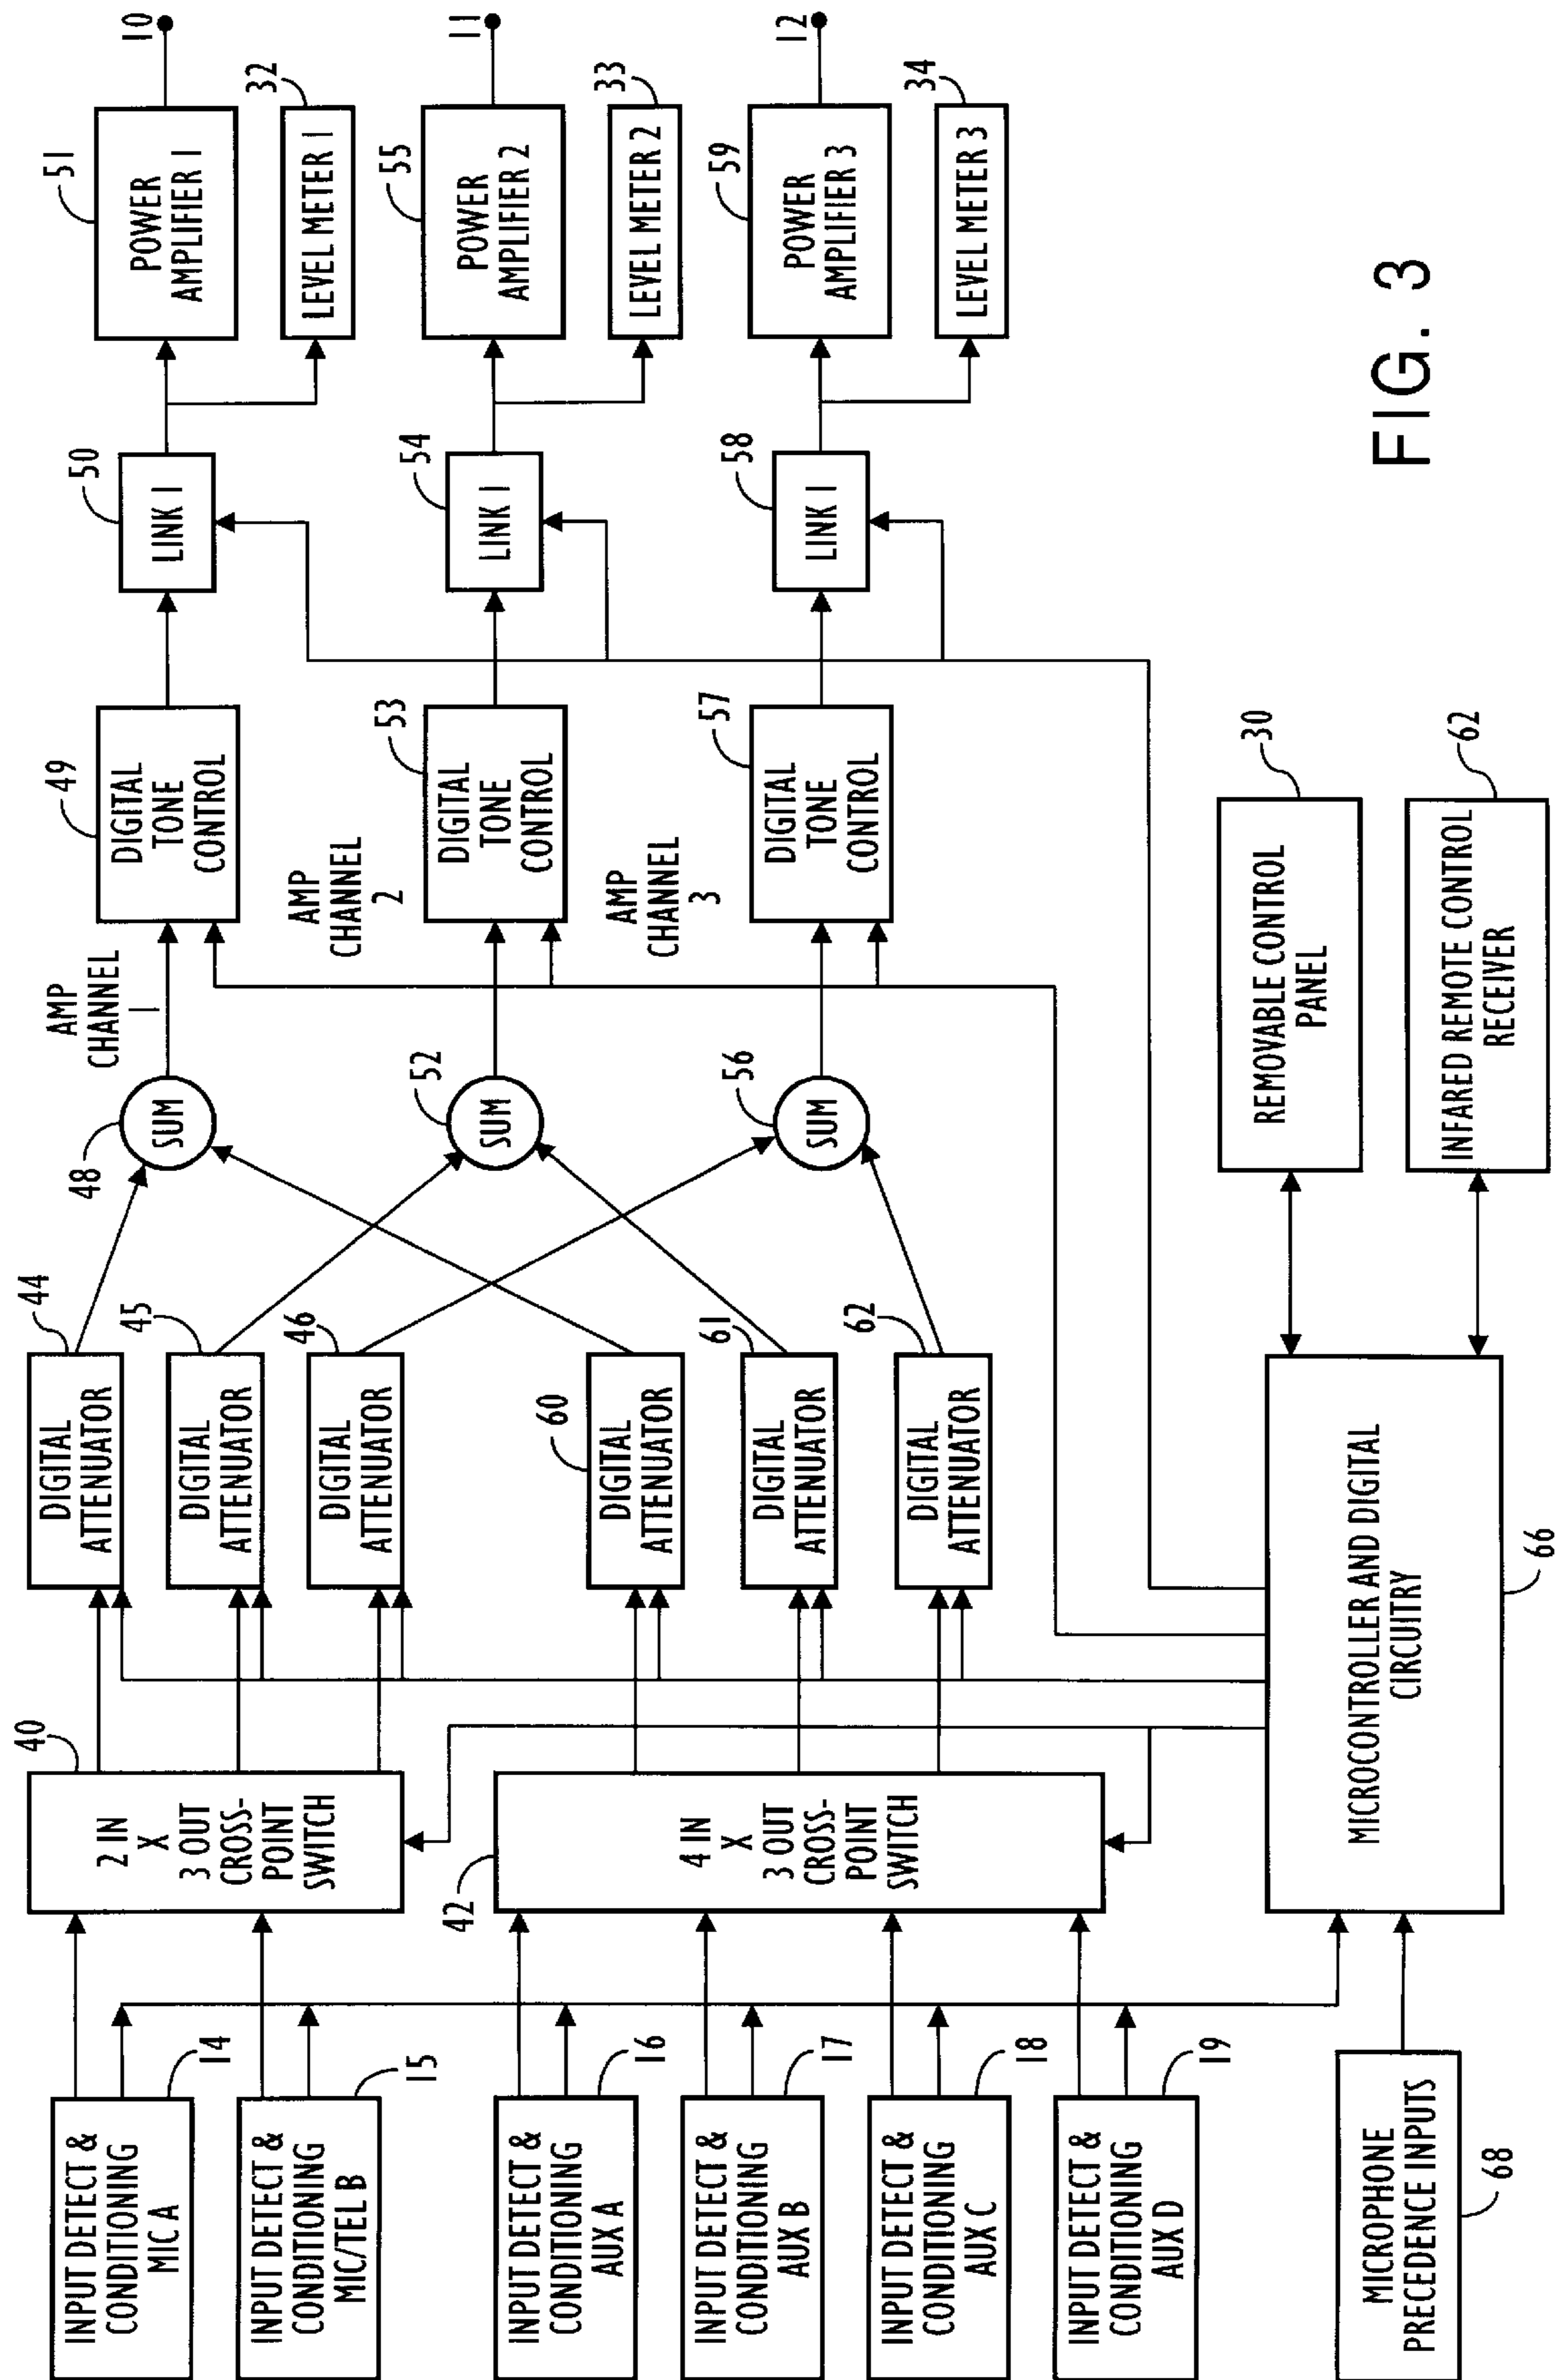 INPUT DETECT &
CONDITIONING
MIC A
14
INPUT DETECT &
CONDITIONING
MIC/TEL B
15
INPUT DETECT &
CONDITIONING
AUX A
16
INPUT DETECT &
CONDITIONING
AUX B
17
INPUT DETECT &
CONDITIONING
AUX C
18
INPUT DETECT &
CONDITIONING
AUX D
19
MICROPHONE
PRECEDENCE INPUTS
68
40
2 IN
X
3 OUT
CROSS-
POINT
SWITCH
42
4 IN
X
3 OUT
CROSS-
POINT
SWITCH
44
DIGITAL
ATTENUATOR
45
DIGITAL
ATTENUATOR
46
DIGITAL
ATTENUATOR
60
DIGITAL
ATTENUATOR
61
DIGITAL
ATTENUATOR
62
DIGITAL
ATTENUATOR
MICROCONTROLLER AND DIGITAL
CIRCUITRY
66
48
SUM
52
SUM
56
SUM
AMP
CHANNEL
1
AMP
CHANNEL
2
AMP
CHANNEL
3
49
DIGITAL
TONE
CONTROL
53
DIGITAL
TONE
CONTROL
57
DIGITAL
TONE
CONTROL
30
REMOVABLE CONTROL
PANEL
62
INFARED REMOTE CONTROL
RECEIVER
50
LINK 1
54
LINK 1
58
LINK 1
51
POWER
AMPLIFIER 1
10
32
LEVEL METER 1
55
POWER
AMPLIFIER 2
11
33
LEVEL METER 2
59
POWER
AMPLIFIER 3
12
34
LEVEL METER 3
FIG. 3